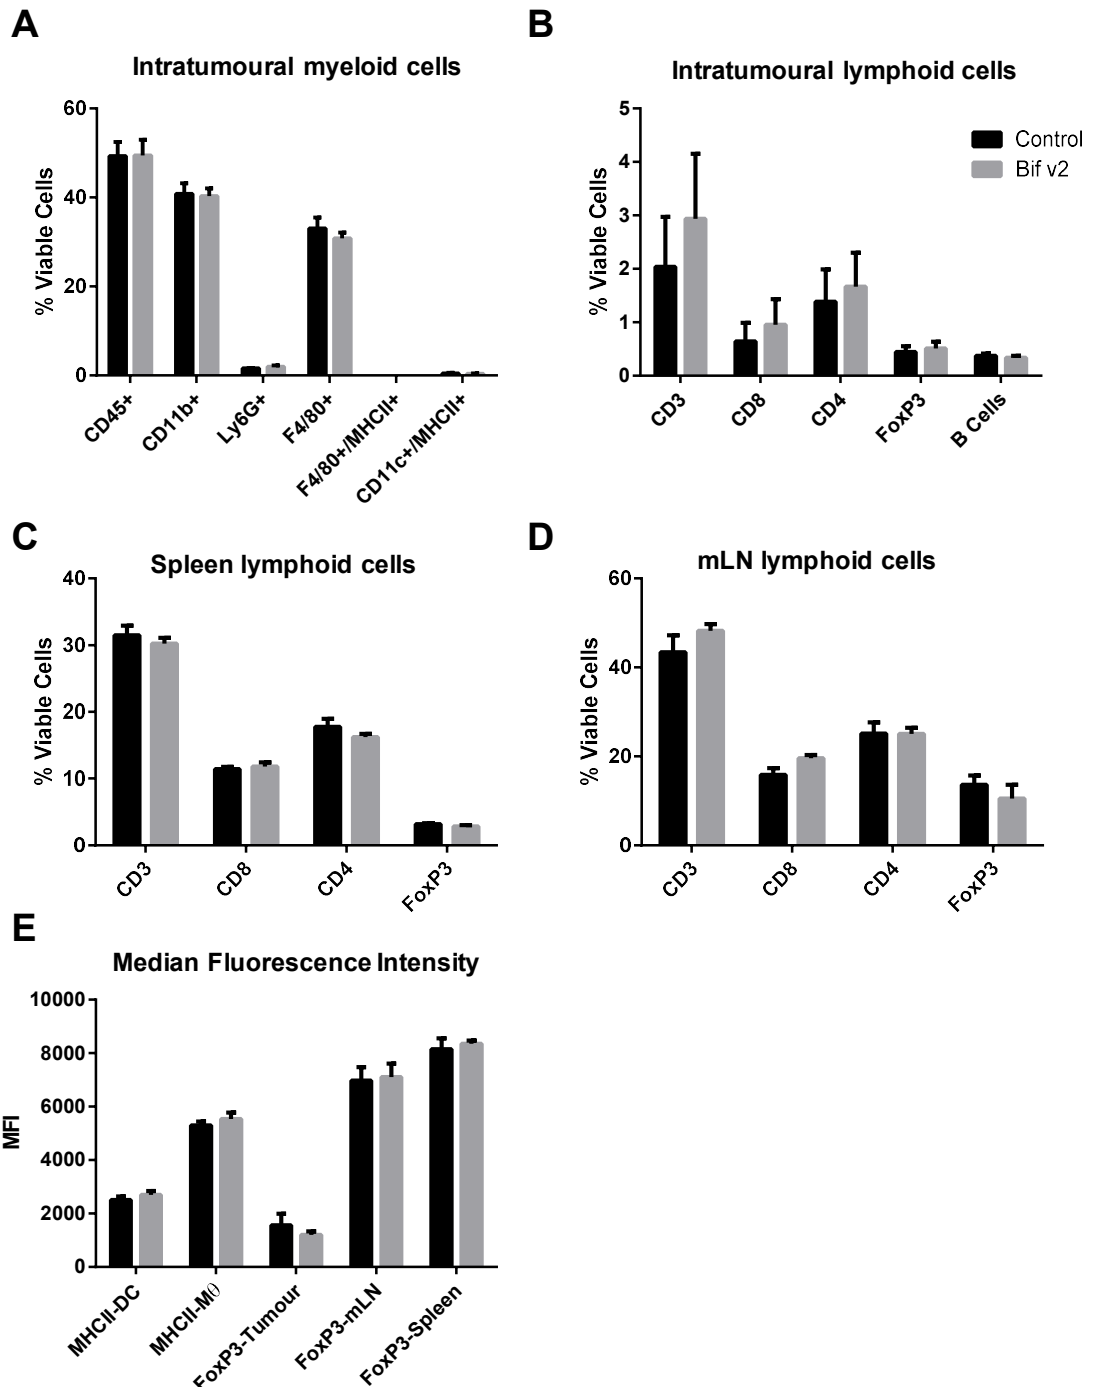 A
Intratumoural myeloid cells
% Viable Cells
60
40
20
0
CD45+
CD11b+
Ly6G+
F4/80+
F4/80+/MHCII+
CD11c+/MHCII+
B
Intratumoural lymphoid cells
% Viable Cells
5
4
3
2
1
0
Control
Bif v2
CD3
CD8
CD4
FoxP3
B Cells
C
Spleen lymphoid cells
% Viable Cells
40
30
20
10
0
CD3
CD8
CD4
FoxP3
D
mLN lymphoid cells
% Viable Cells
60
40
20
0
CD3
CD8
CD4
FoxP3
E
Median Fluorescence Intensity
MFI
10000
8000
6000
4000
2000
0
MHCII-DC
MHCII-Mθ
FoxP3-Tumour
FoxP3-mLN
FoxP3-Spleen